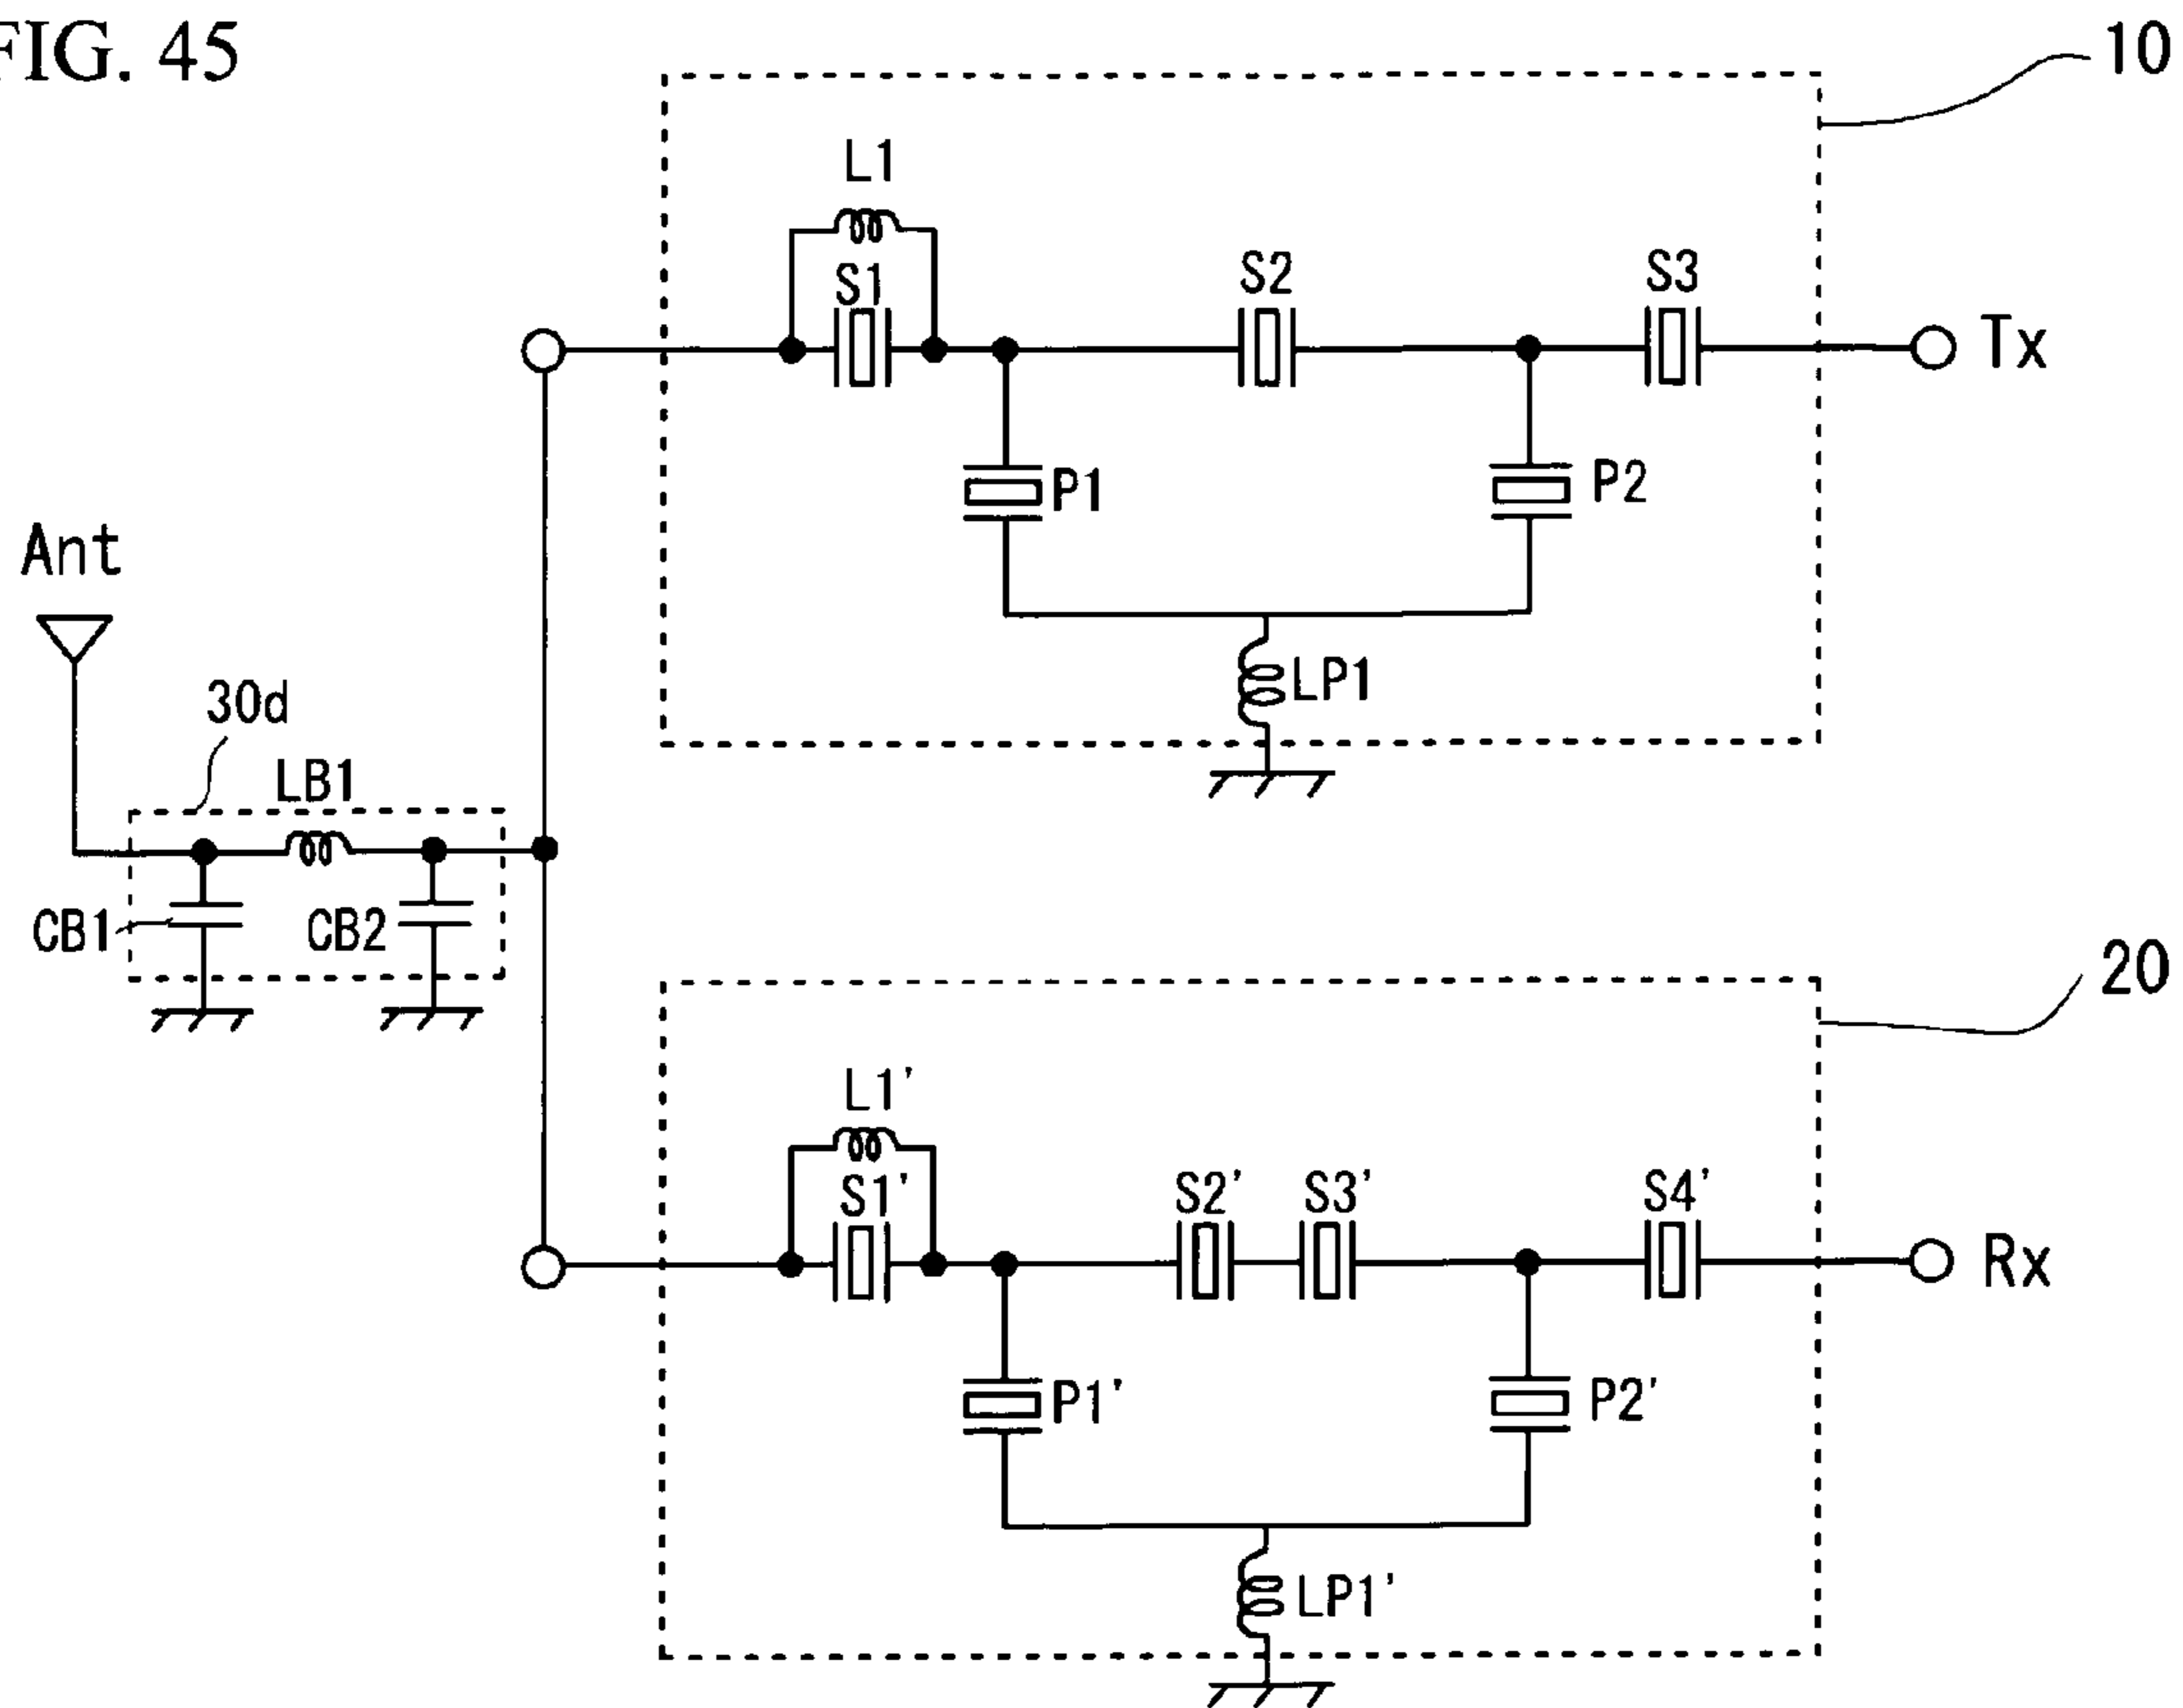 FIG. 45
10
L1
S1
S2
S3
Tx
P1
P2
Ant
LP1
30d
LB1
CB1
CB2
20
L1'
S1'
S2'
S3'
S4'
Rx
P1'
P2'
LP1'